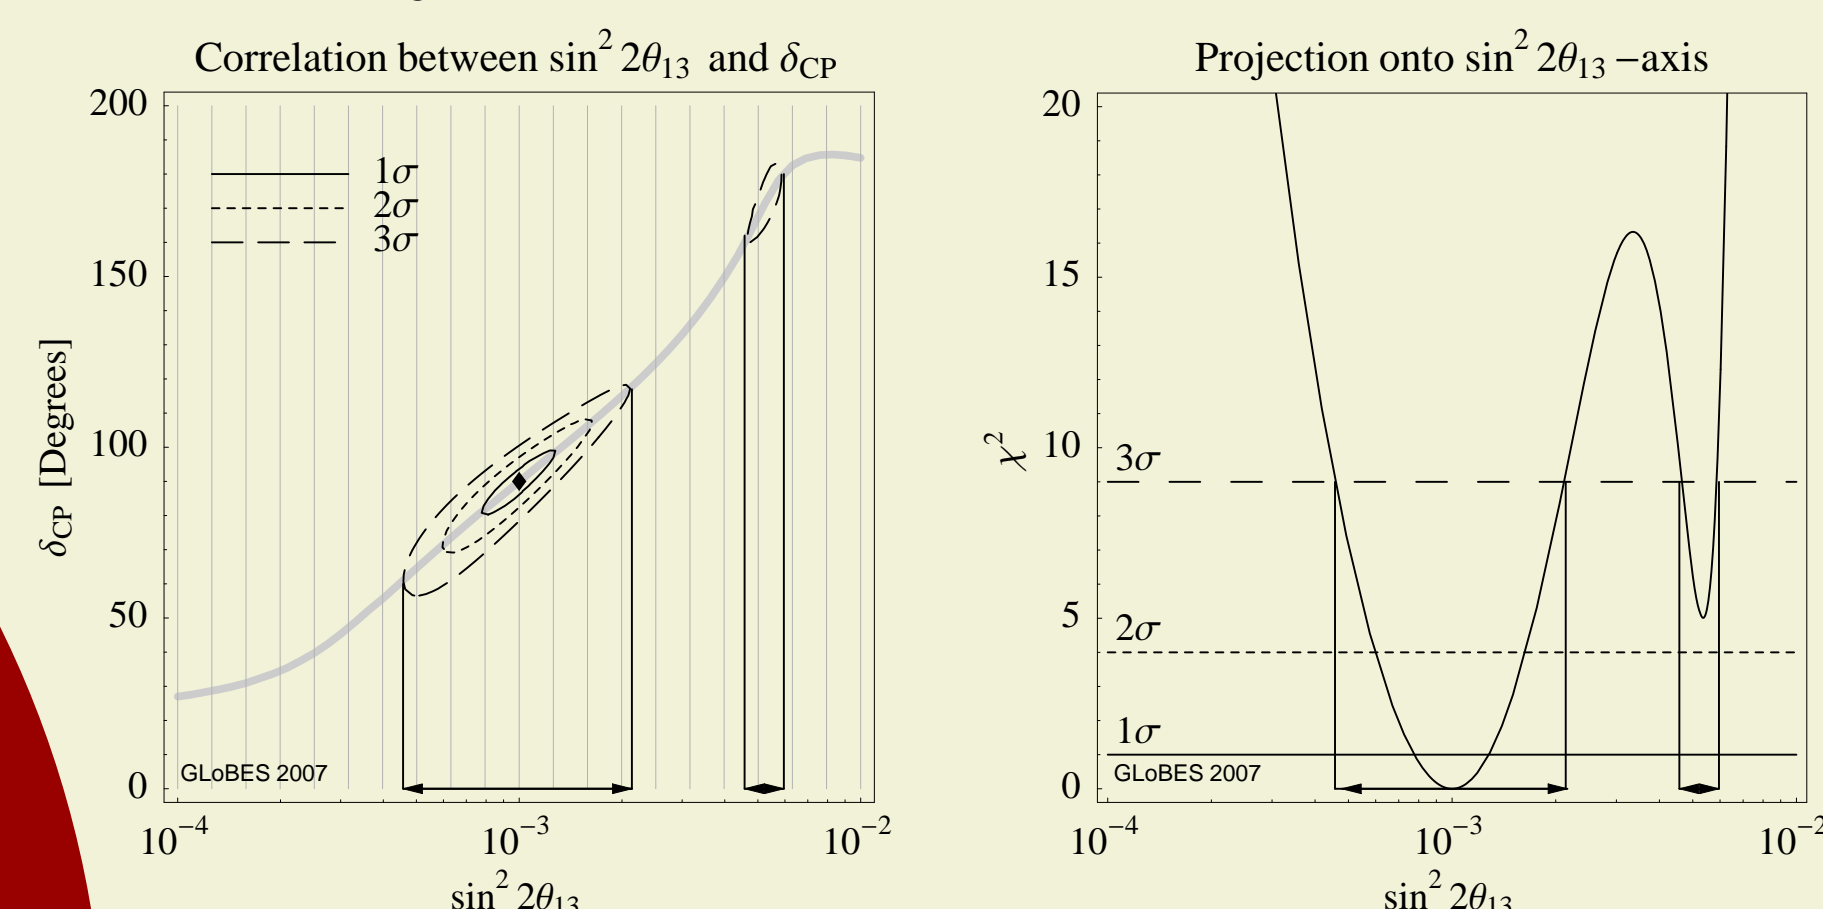 Correlation between sin² 2θ₁₃ and δCP
200
150
100
50
0
δCP [Degrees]
1σ
2σ
3σ
GLoBES 2007
10⁻⁴
10⁻³
10⁻²
sin² 2θ₁₃
Projection onto sin² 2θ₁₃ −axis
20
15
10
5
0
χ²
3σ
2σ
1σ
GLoBES 2007
10⁻⁴
10⁻³
10⁻²
sin² 2θ₁₃